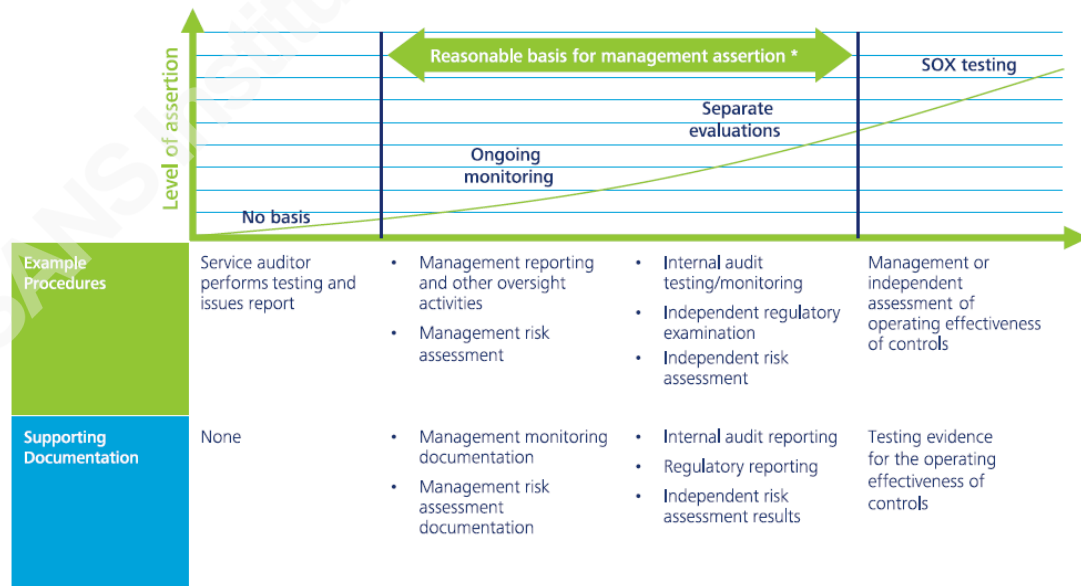 Reasonable basis for management assertion *
SOX testing
Separate
evaluations
Ongoing
monitoring
No basis
Level of assertion
SANS Institute
Example
Procedures
Service auditor
performs testing and
issues report
• Management reporting
and other oversight
activities
• Management risk
assessment
• Internal audit
testing/monitoring
• Independent regulatory
examination
• Independent risk
assessment
Management or
independent
assessment of
operating effectiveness
of controls
Supporting
Documentation
None
• Management monitoring
documentation
• Management risk
assessment
documentation
• Internal audit reporting
• Regulatory reporting
• Independent risk
assessment results
Testing evidence
for the operating
effectiveness of
controls